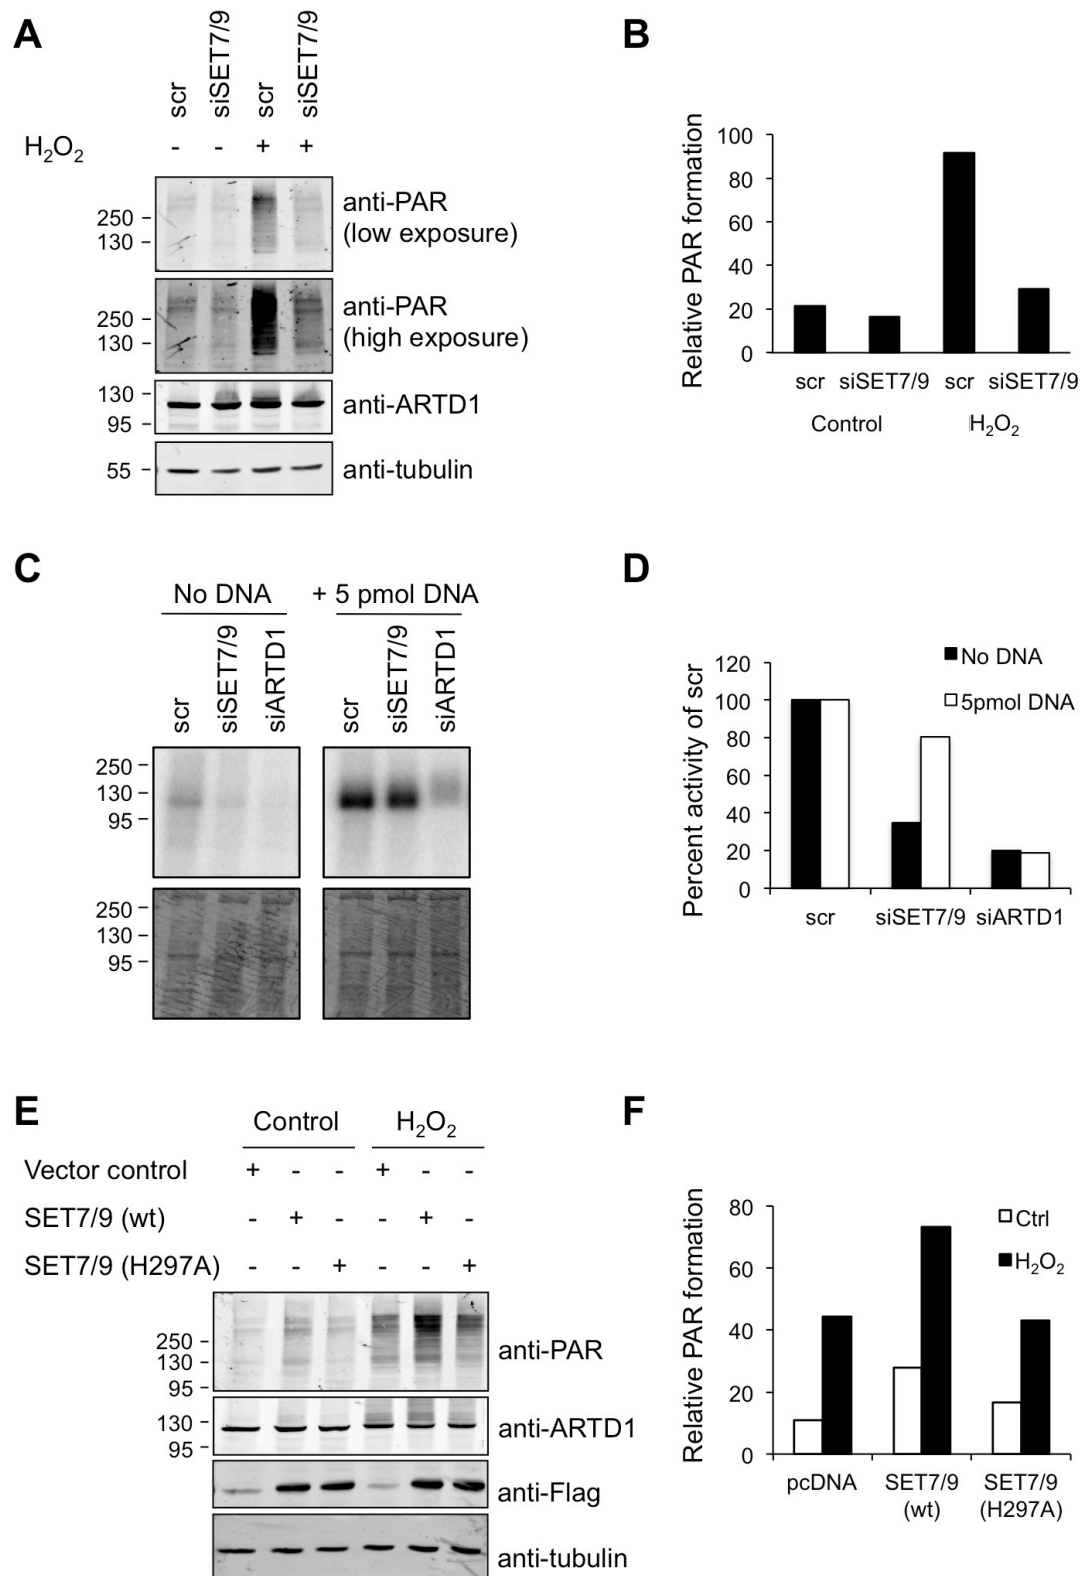 A
scr
siSET7/9
scr
siSET7/9
H₂O₂ - - + +
250
130
anti-PAR
(low exposure)
250
130
anti-PAR
(high exposure)
130
95
anti-ARTD1
55
anti-tubulin
B
Relative PAR formation
100
80
60
40
20
0
scr siSET7/9 scr siSET7/9
Control H₂O₂
C
No DNA + 5 pmol DNA
scr
siSET7/9
siARTD1
scr
siSET7/9
siARTD1
250
130
95
250
130
95
D
Percent activity of scr
120
100
80
60
40
20
0
No DNA
5pmol DNA
scr siSET7/9 siARTD1
E
Control H₂O₂
Vector control + - - + - -
SET7/9 (wt) - + - - + -
SET7/9 (H297A) - - + - - +
250
130
95
anti-PAR
130
95
anti-ARTD1
anti-Flag
anti-tubulin
F
Relative PAR formation
80
60
40
20
0
Ctrl
H₂O₂
pcDNA SET7/9 SET7/9
(wt) (H297A)